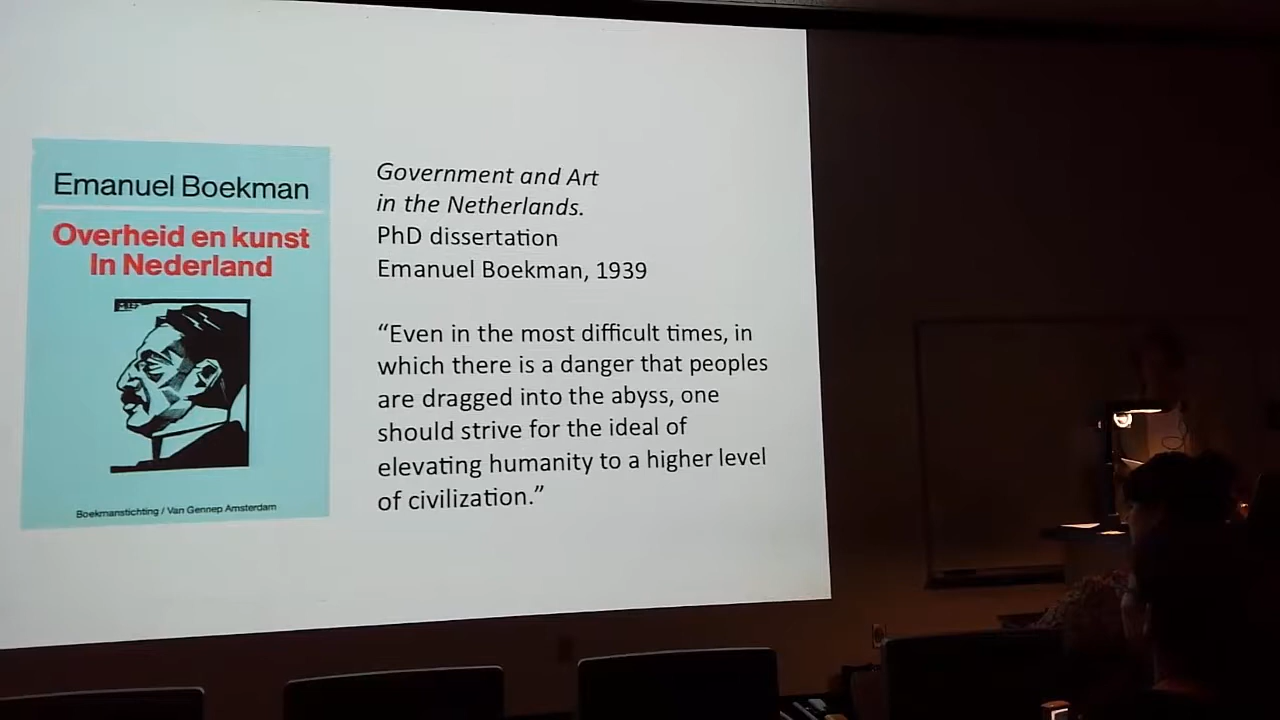 Emanuel Boekman
Overheid en kunst
In Nederland
Boekmanstichting / Van Gennep Amsterdam
Government and Art
in the Netherlands.
PhD dissertation
Emanuel Boekman, 1939
“Even in the most difficult times, in
which there is a danger that peoples
are dragged into the abyss, one
should strive for the ideal of
elevating humanity to a higher level
of civilization.”